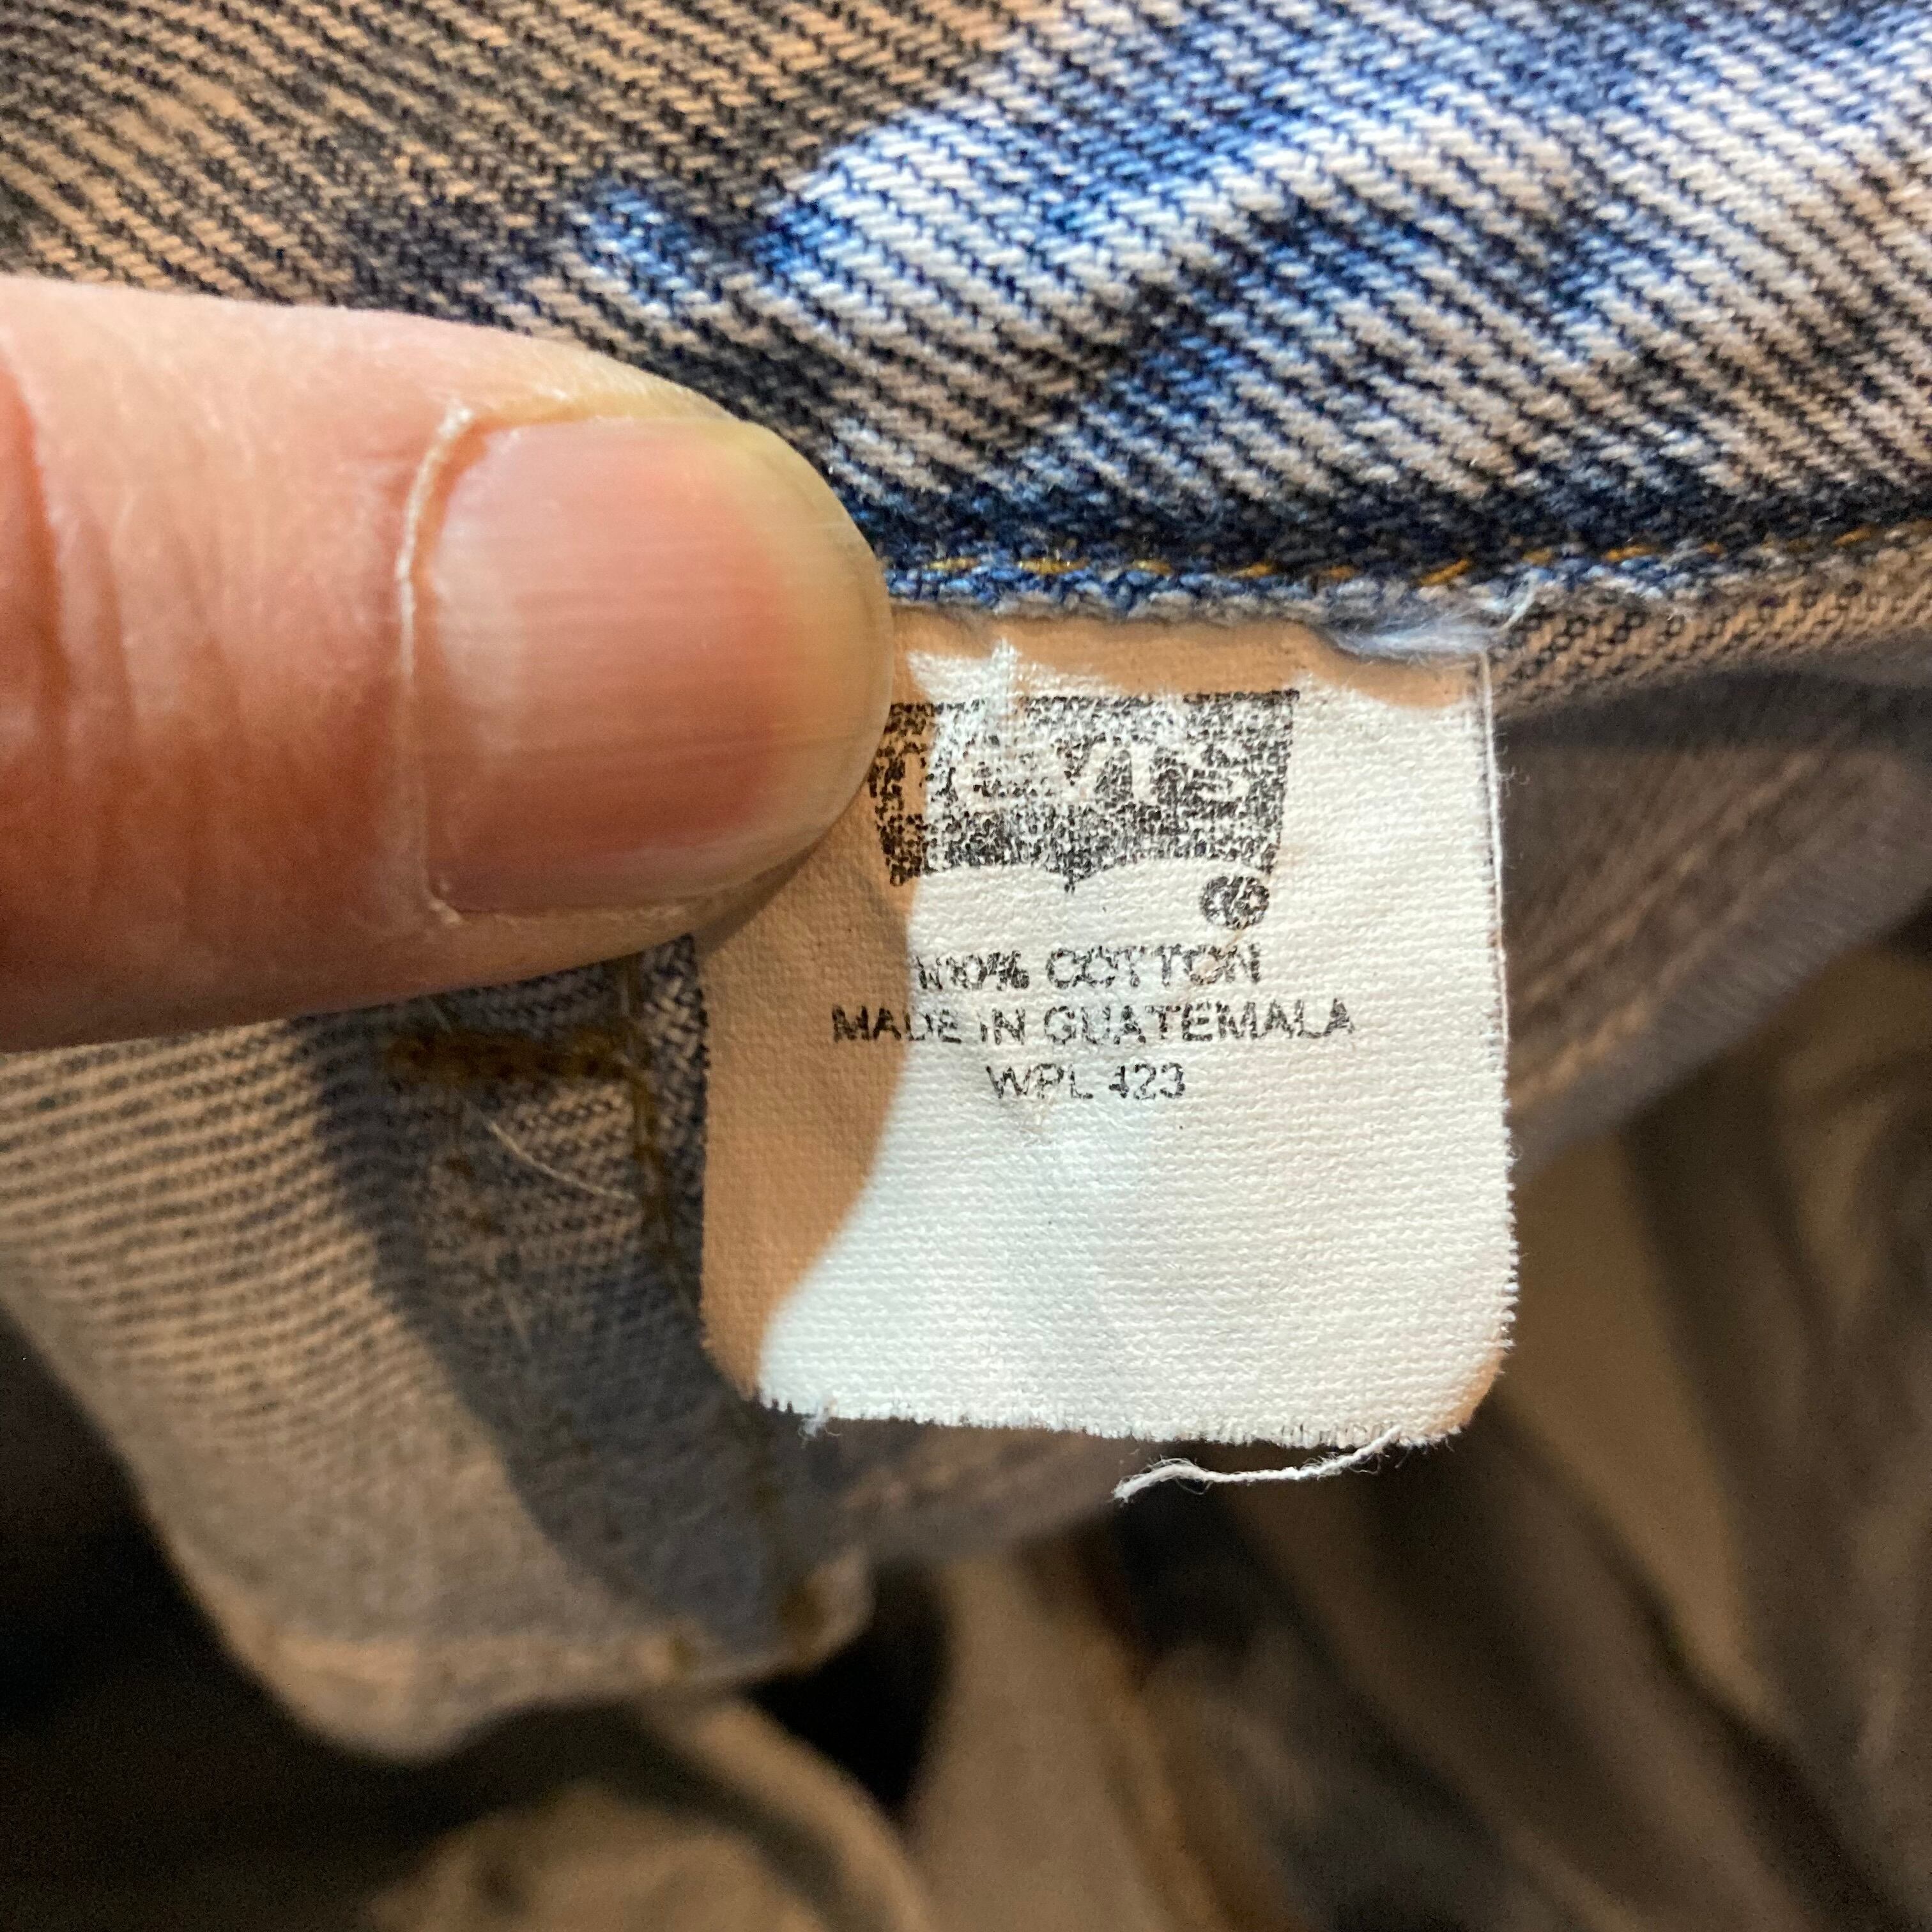 LEVI'S
100% COTTON
MADE IN GUATEMALA
WPL 423